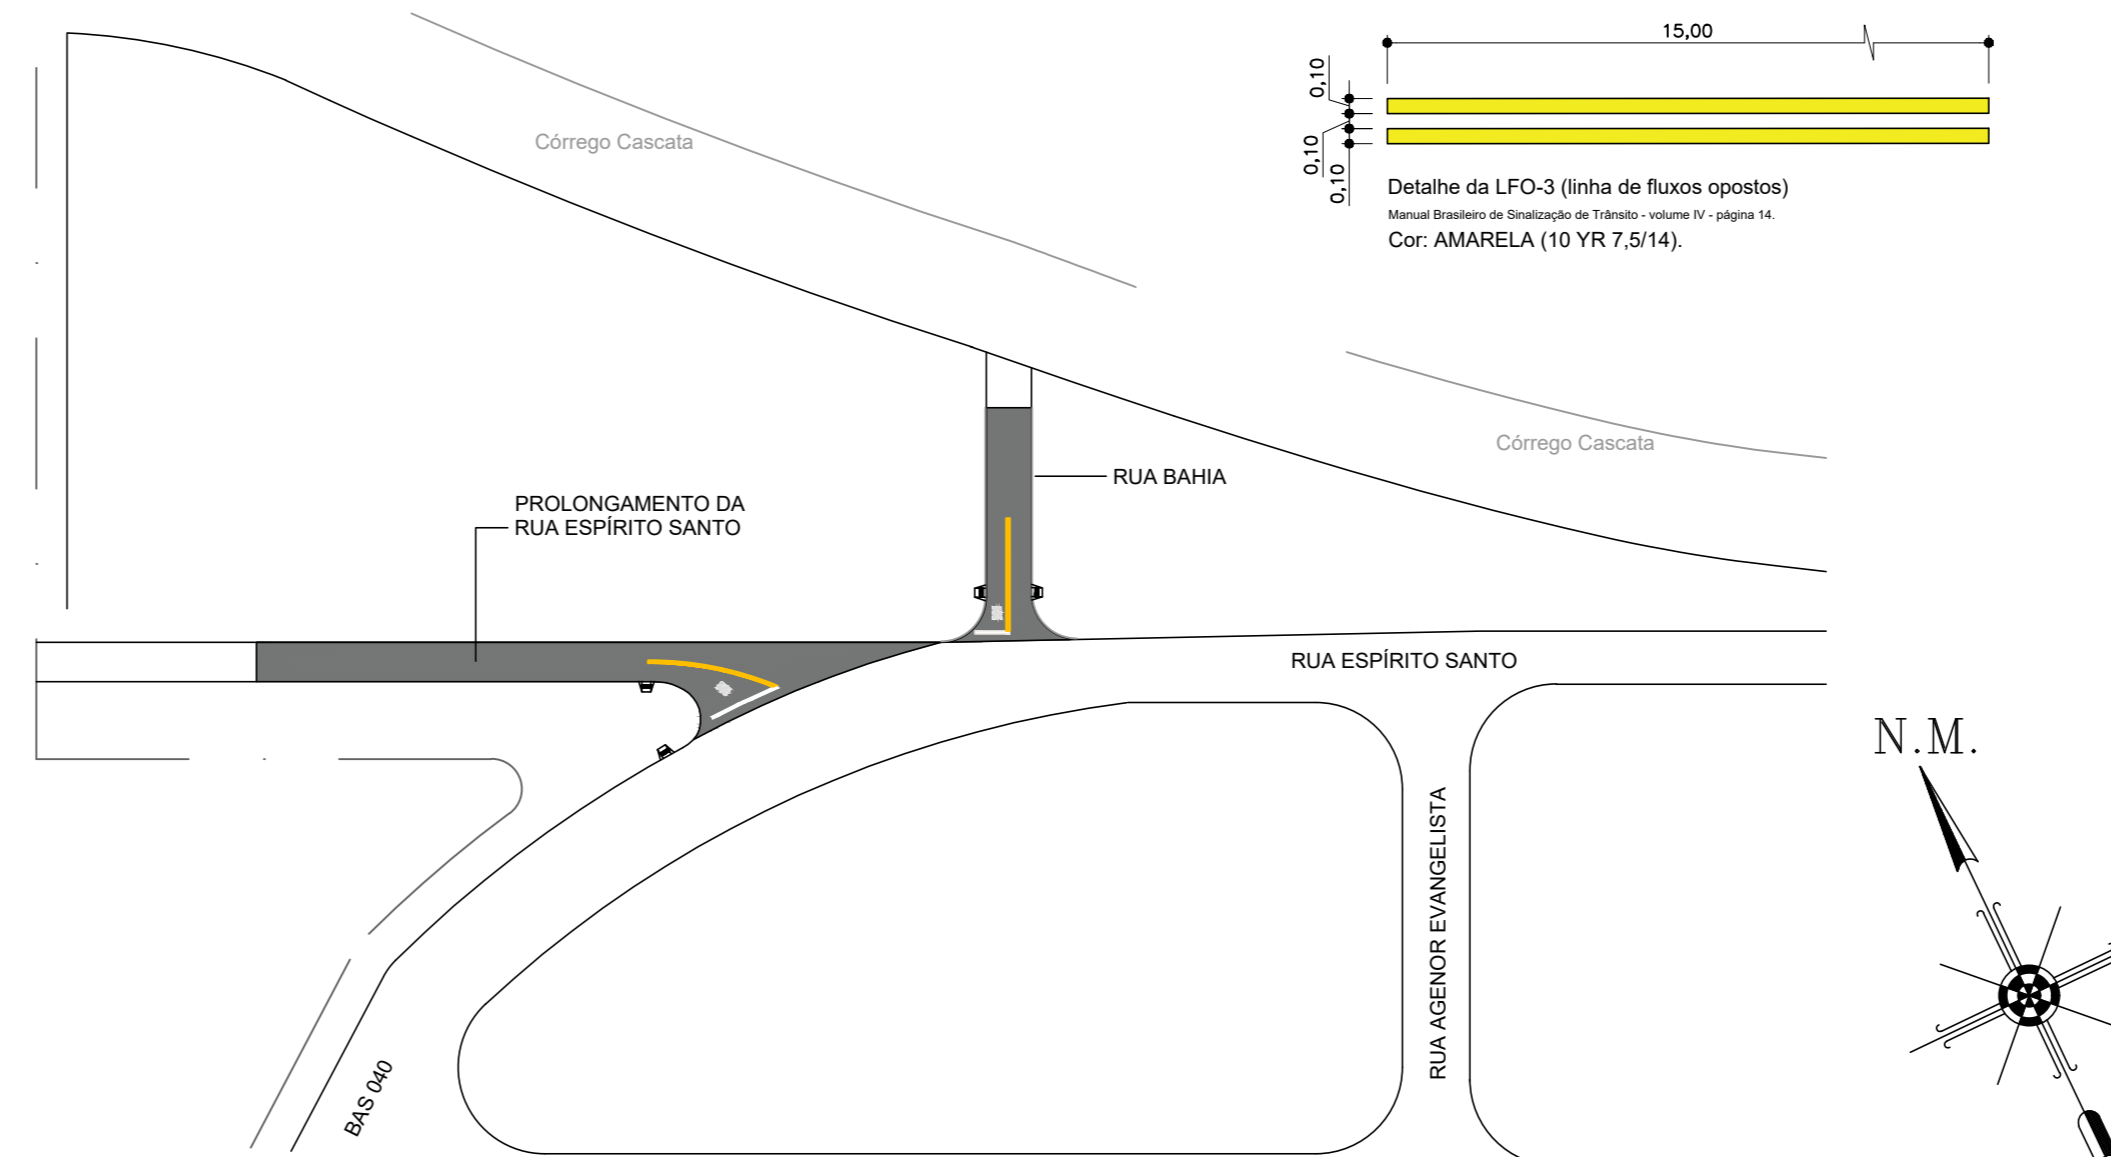 15,00
0,10
0,10
0,10
Detalhe da LFO-3 (linha de fluxos opostos)
Manual Brasileiro de Sinalização de Trânsito - volume IV - página 14.
Cor: AMARELA (10 YR 7,5/14).
Córrego Cascata
Córrego Cascata
RUA BAHIA
PROLONGAMENTO DA
RUA ESPÍRITO SANTO
RUA ESPÍRITO SANTO
N.M.
RUA AGENOR EVANGELISTA
BAS 040